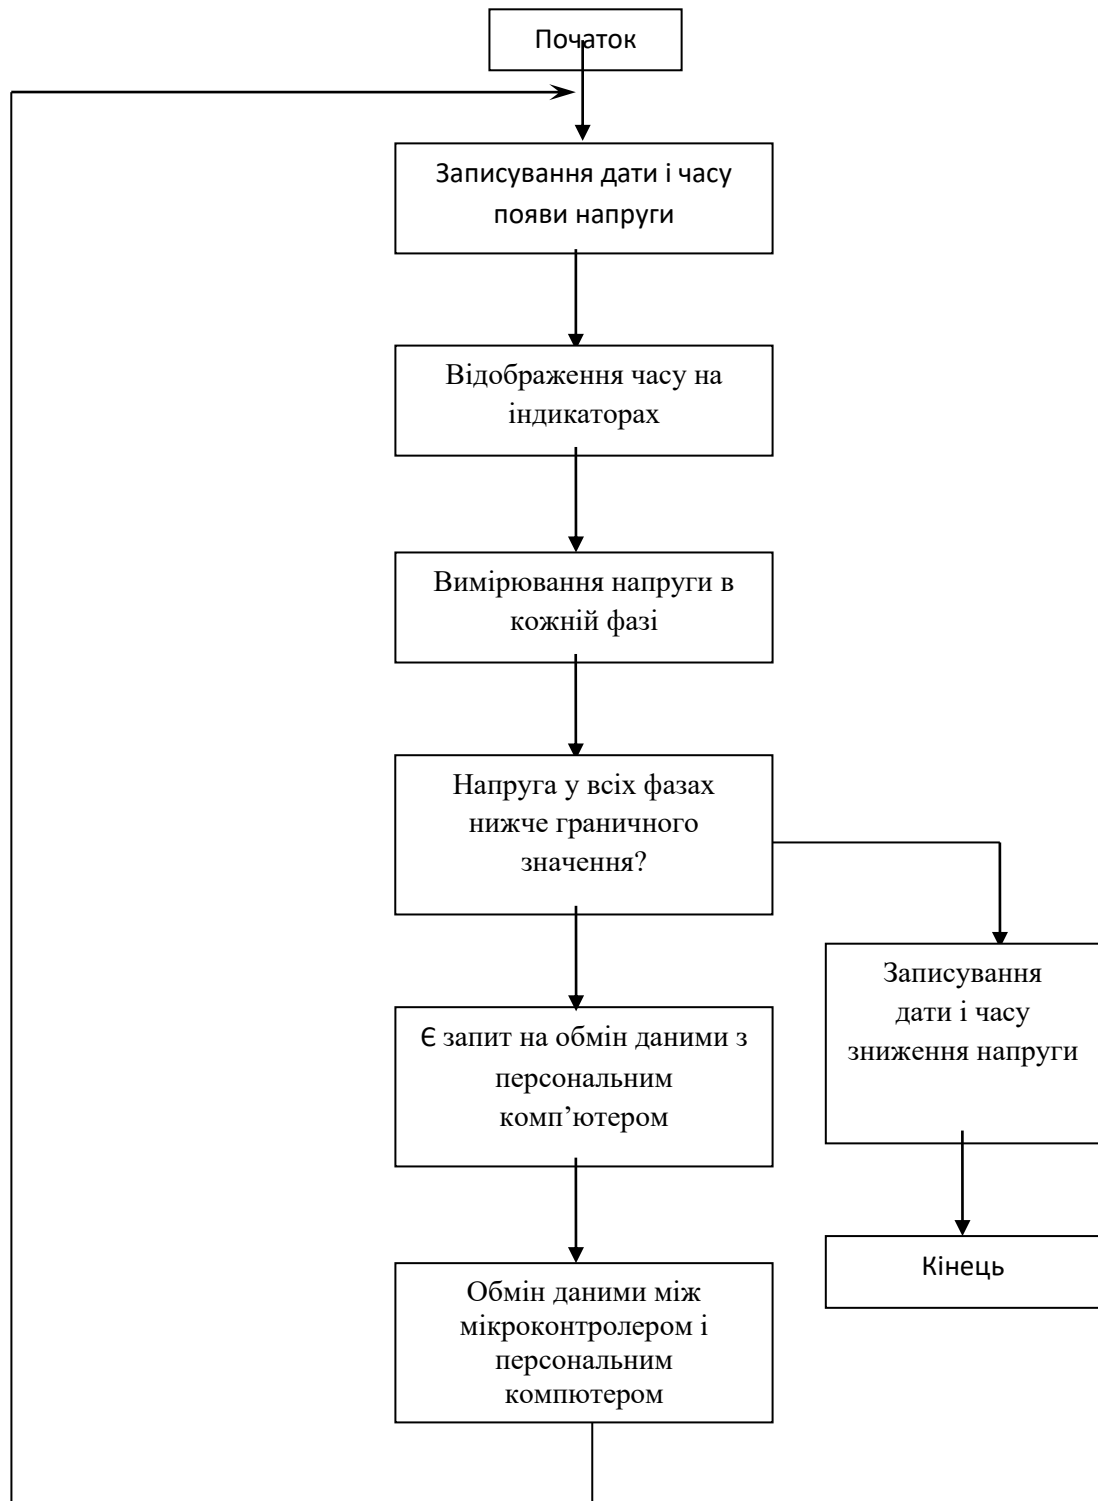 Початок
Записування дати і часу
появи напруги
Відображення часу на
індикаторах
Вимірювання напруги в
кожній фазі
Напруга у всіх фазах
нижче граничного
значення?
Є запит на обмін даними з
персональним
комп’ютером
Обмін даними між
мікроконтролером і
персональним
компютером
Записування
дати і часу
зниження напруги
Кінець